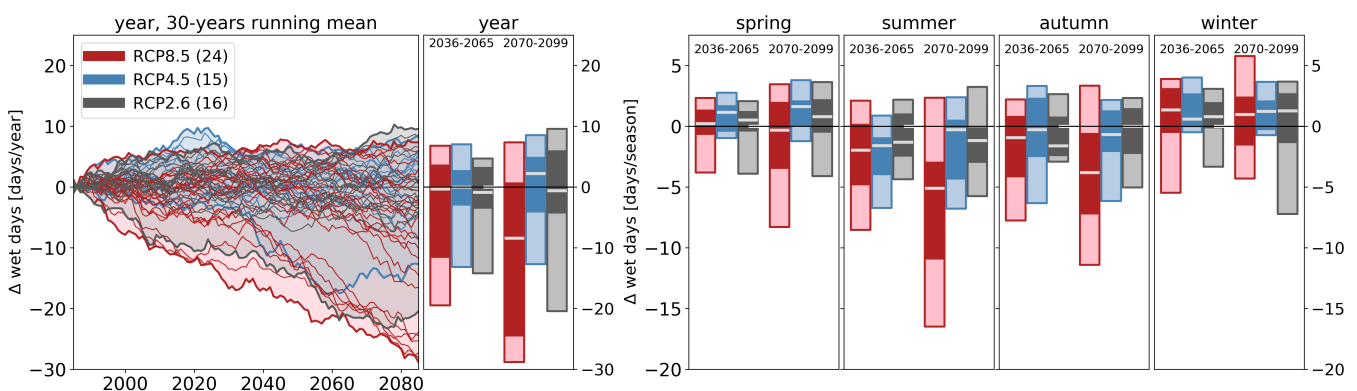 year, 30-years running mean
year
spring
summer
autumn
winter
RCP8.5 (24)
RCP4.5 (15)
RCP2.6 (16)
2036-2065 2070-2099
2036-2065 2070-2099
2036-2065 2070-2099
2036-2065 2070-2099
2036-2065 2070-2099
Δ wet days [days/year]
20
10
0
−10
−20
−30
2000 2020 2040 2060 2080
20
10
0
−10
−20
−30
Δ wet days [days/season]
5
0
−5
−10
−15
−20
5
0
−5
−10
−15
−20